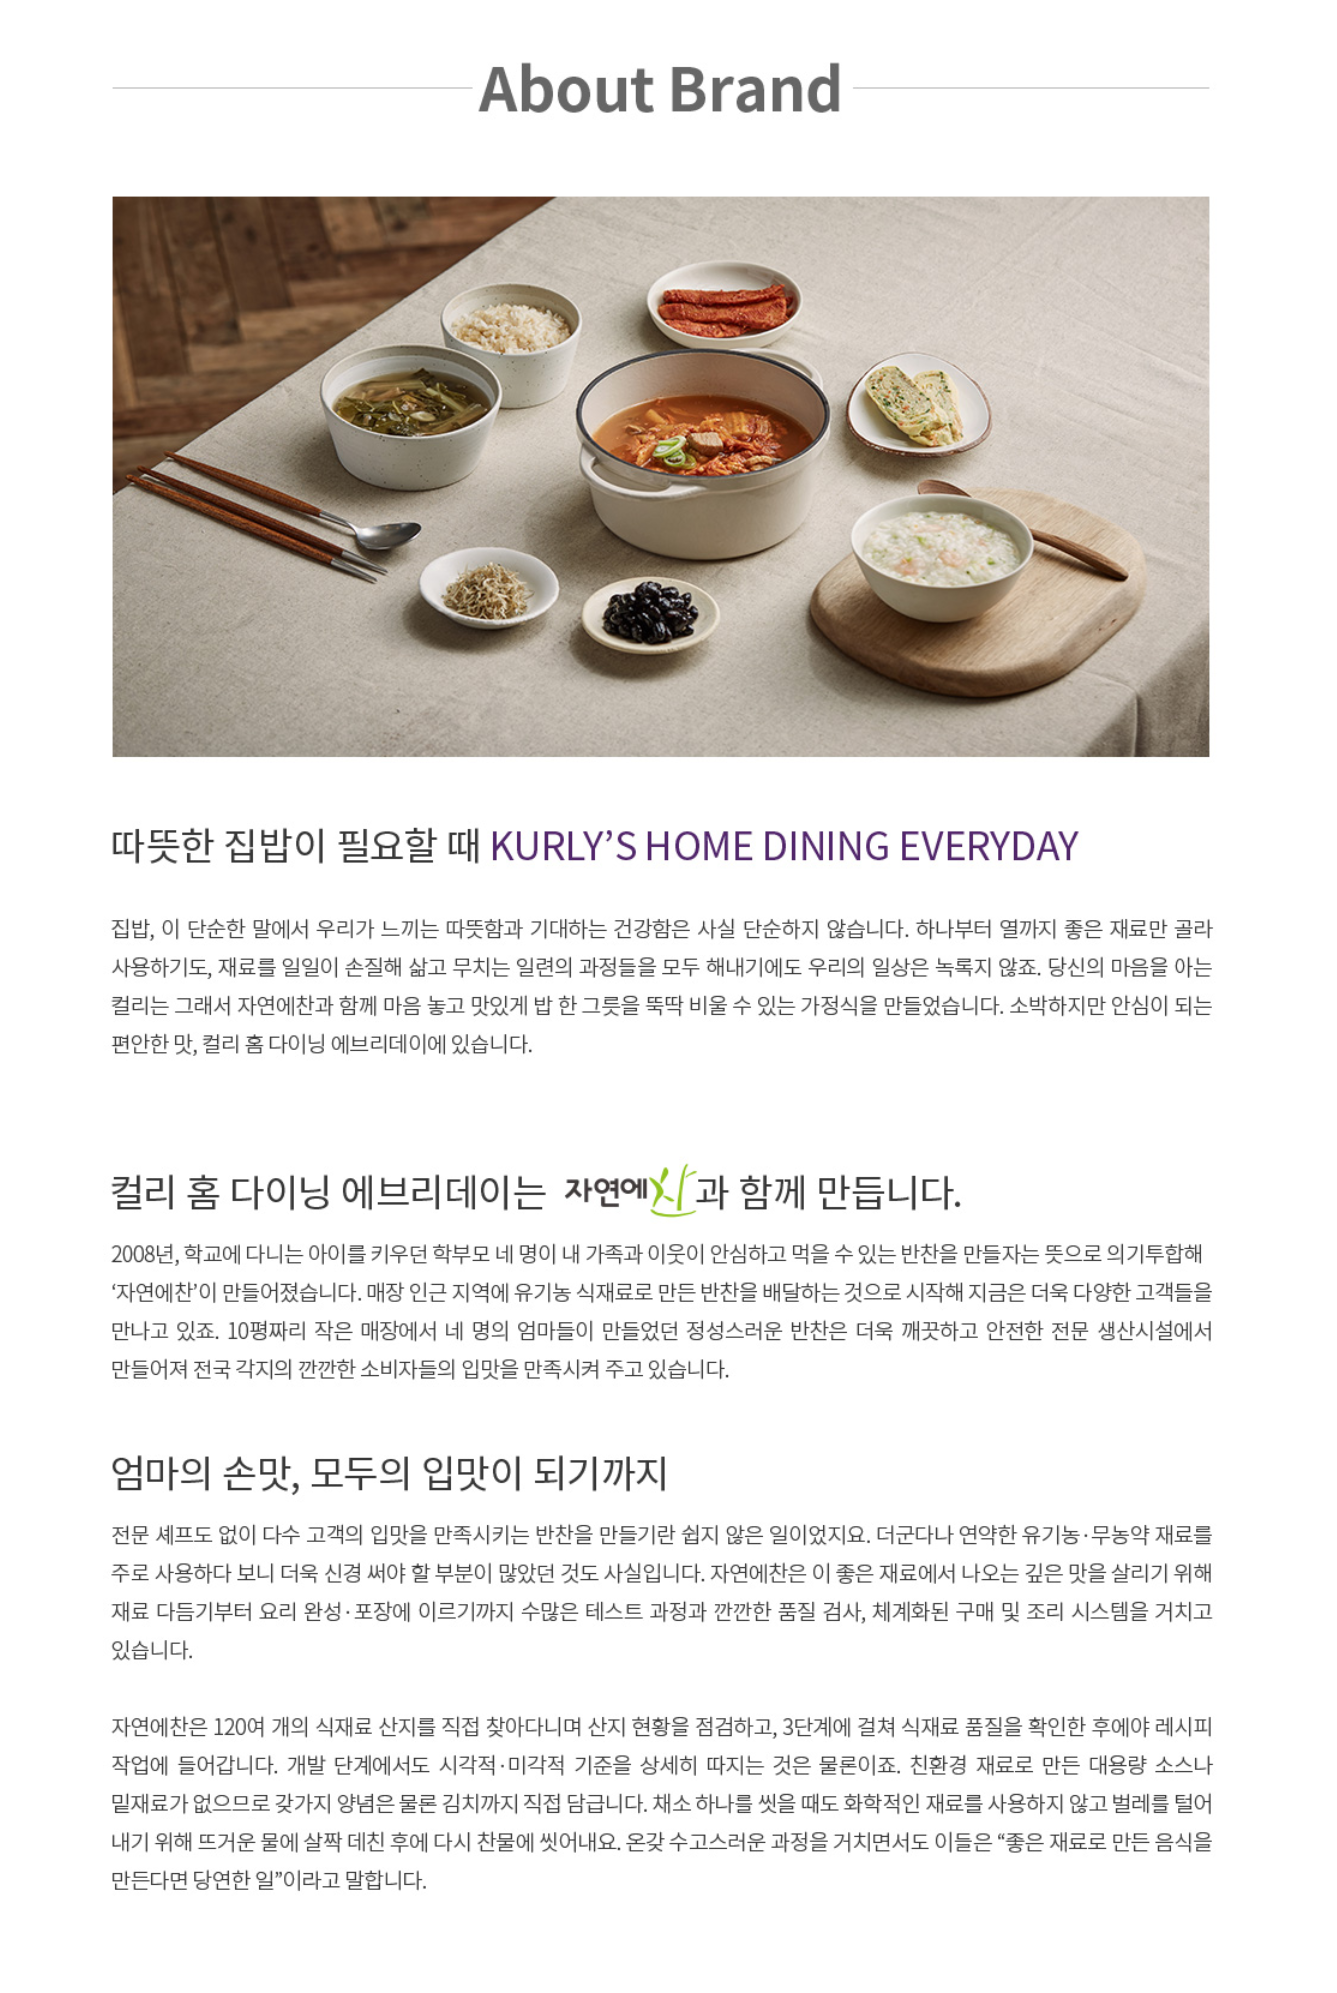 About Brand
따뜻한 집밥이 필요할 때 KURLY’S HOME DINING EVERYDAY
집밥, 이 단순한 말에서 우리가 느끼는 따뜻함과 기대하는 건강함은 사실 단순하지 않습니다. 하나부터 열까지 좋은 재료만 골라
사용하기도, 재료를 일일이 손질해 삶고 무치는 일련의 과정들을 모두 해내기에도 우리의 일상은 녹록지 않죠. 당신의 마음을 아는
컬리는 그래서 자연에찬과 함께 마음 놓고 맛있게 밥 한 그릇을 뚝딱 비울 수 있는 가정식을 만들었습니다. 소박하지만 안심이 되는
편안한 맛, 컬리 홈 다이닝 에브리데이에 있습니다.
컬리 홈 다이닝 에브리데이는 자연에찬과 함께 만듭니다.
2008년, 학교에 다니는 아이를 키우던 학부모 네 명이 내 가족과 이웃이 안심하고 먹을 수 있는 반찬을 만들자는 뜻으로 의기투합해
‘자연에찬’이 만들어졌습니다. 매장 인근 지역에 유기농 식재료로 만든 반찬을 배달하는 것으로 시작해 지금은 더욱 다양한 고객들을
만나고 있죠. 10평짜리 작은 매장에서 네 명의 엄마들이 만들었던 정성스러운 반찬은 더욱 깨끗하고 안전한 전문 생산시설에서
만들어져 전국 각지의 깐깐한 소비자들의 입맛을 만족시켜 주고 있습니다.
엄마의 손맛, 모두의 입맛이 되기까지
전문 셰프도 없이 다수 고객의 입맛을 만족시키는 반찬을 만들기란 쉽지 않은 일이었지요. 더군다나 연약한 유기농·무농약 재료를
주로 사용하다 보니 더욱 신경 써야 할 부분이 많았던 것도 사실입니다. 자연에찬은 이 좋은 재료에서 나오는 깊은 맛을 살리기 위해
재료 다듬기부터 요리 완성·포장에 이르기까지 수많은 테스트 과정과 깐깐한 품질 검사, 체계화된 구매 및 조리 시스템을 거치고
있습니다.
자연에찬은 120여 개의 식재료 산지를 직접 찾아다니며 산지 현황을 점검하고, 3단계에 걸쳐 식재료 품질을 확인한 후에야 레시피
작업에 들어갑니다. 개발 단계에서도 시각적·미각적 기준을 상세히 따지는 것은 물론이죠. 친환경 재료로 만든 대용량 소스나
밑재료가 없으므로 갖가지 양념은 물론 김치까지 직접 담급니다. 채소 하나를 씻을 때도 화학적인 재료를 사용하지 않고 벌레를 털어
내기 위해 뜨거운 물에 살짝 데친 후에 다시 찬물에 씻어내요. 온갖 수고스러운 과정을 거치면서도 이들은 “좋은 재료로 만든 음식을
만든다면 당연한 일”이라고 말합니다.